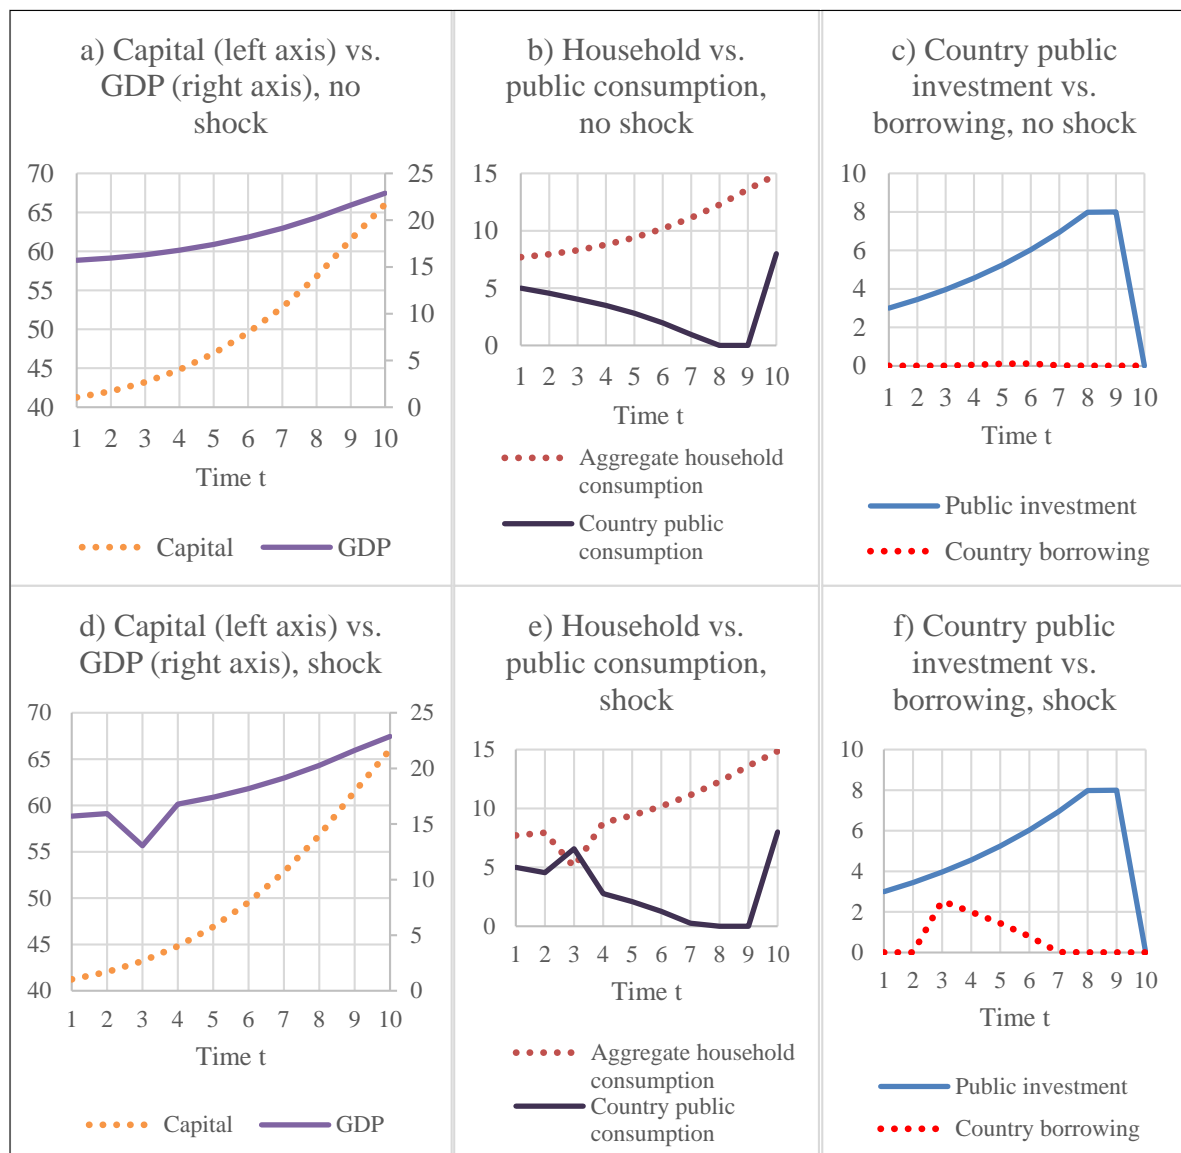 a) Capital (left axis) vs.
GDP (right axis), no
shock
70
65
60
55
50
45
40
25
20
15
10
5
0
1 2 3 4 5 6 7 8 9 10
Time t
Capital
GDP
b) Household vs.
public consumption,
no shock
15
10
5
0
1 2 3 4 5 6 7 8 9 10
Time t
Aggregate household
consumption
Country public
consumption
c) Country public
investment vs.
borrowing, no shock
10
8
6
4
2
0
1 2 3 4 5 6 7 8 9 10
Time t
Public investment
Country borrowing
d) Capital (left axis) vs.
GDP (right axis), shock
70
65
60
55
50
45
40
25
20
15
10
5
0
1 2 3 4 5 6 7 8 9 10
Time t
Capital
GDP
e) Household vs.
public consumption,
shock
15
10
5
0
1 2 3 4 5 6 7 8 9 10
Time t
Aggregate household
consumption
Country public
consumption
f) Country public
investment vs.
borrowing, shock
10
8
6
4
2
0
1 2 3 4 5 6 7 8 9 10
Time t
Public investment
Country borrowing